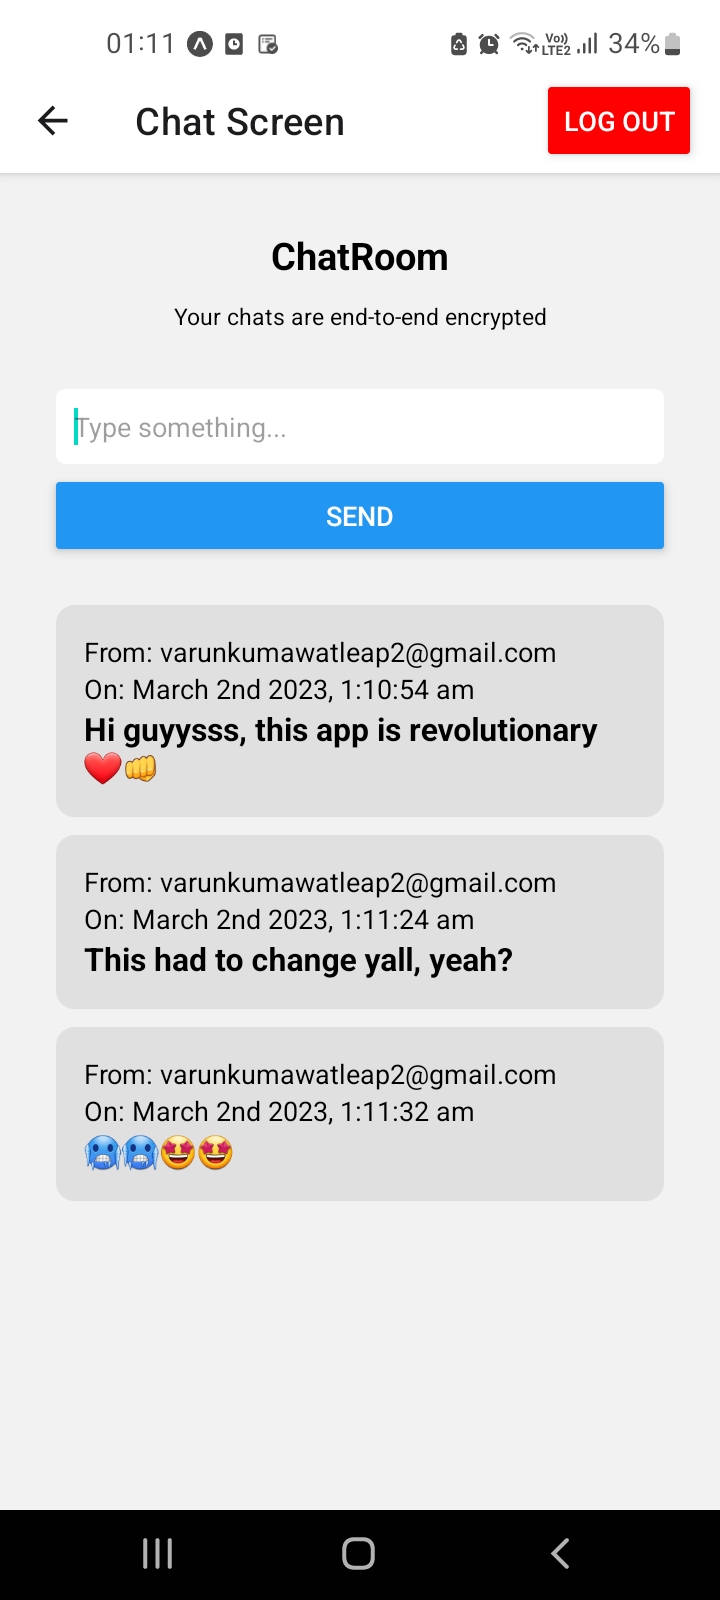 01:11 Vo)) LTE2 34%
Chat Screen LOG OUT
ChatRoom
Your chats are end-to-end encrypted
Type something...
SEND
From: varunkumawatleap2@gmail.com
On: March 2nd 2023, 1:10:54 am
Hi guyysss, this app is revolutionary
❤️👊
From: varunkumawatleap2@gmail.com
On: March 2nd 2023, 1:11:24 am
This had to change yall, yeah?
From: varunkumawatleap2@gmail.com
On: March 2nd 2023, 1:11:32 am
🥶🥶🤩🤩